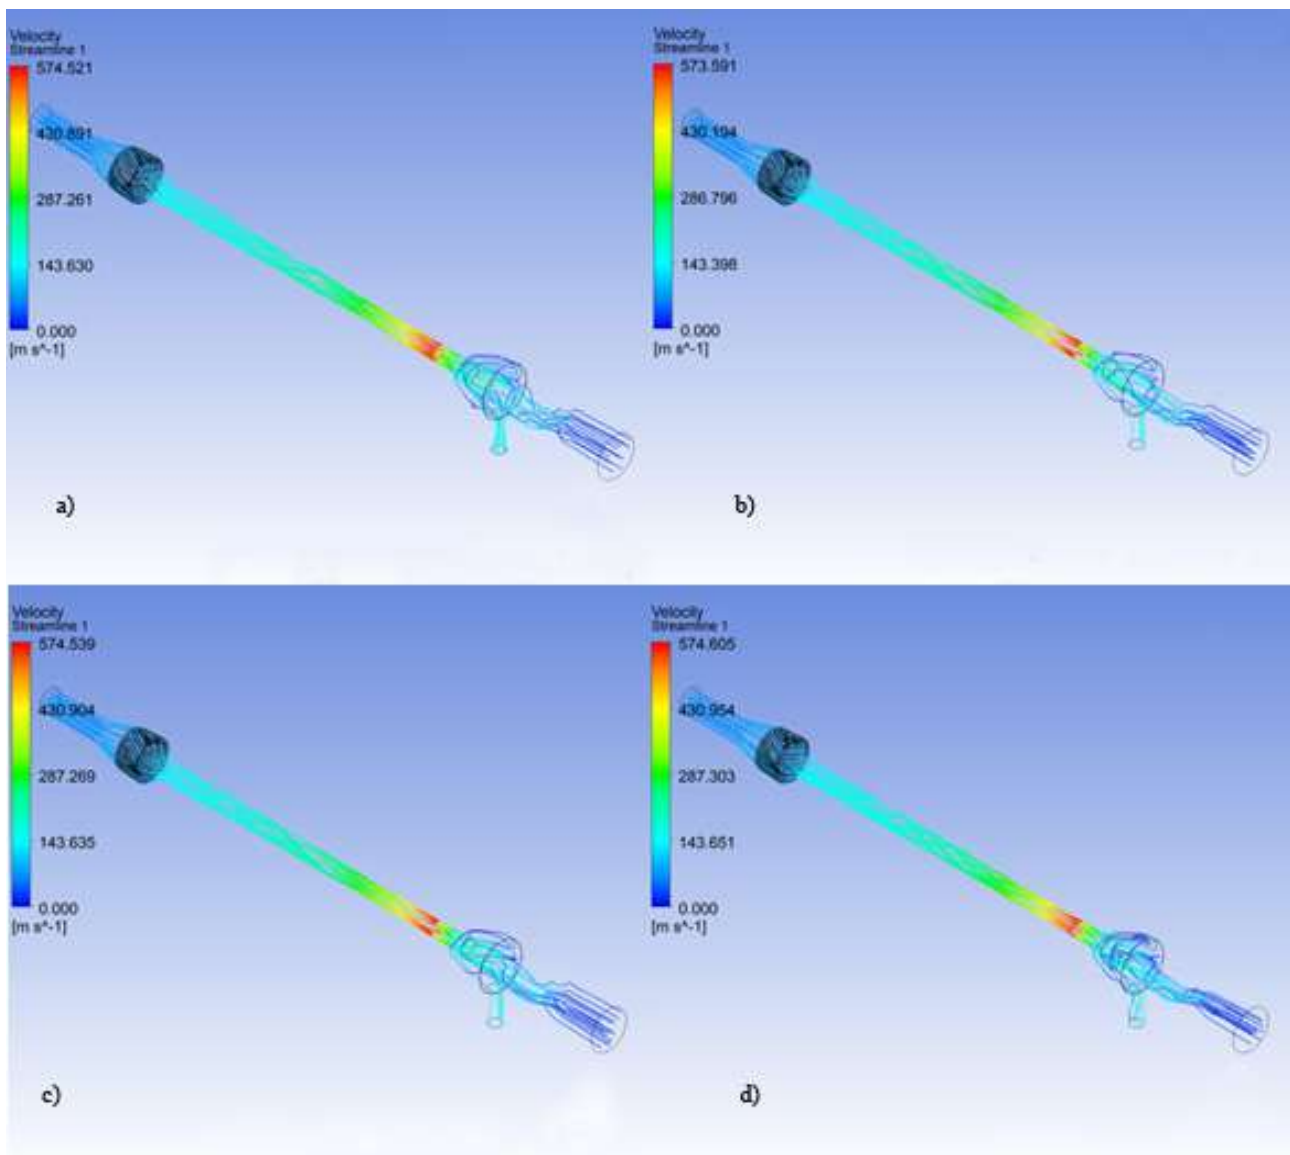 Velocity
Streamline 1
574.521
430.891
287.261
143.630
0.000
[m s^-1]
a)
Velocity
Streamline 1
573.591
430.194
286.796
143.398
0.000
[m s^-1]
b)
Velocity
Streamline 1
574.539
430.904
287.269
143.635
0.000
[m s^-1]
c)
Velocity
Streamline 1
574.605
430.954
287.303
143.651
0.000
[m s^-1]
d)